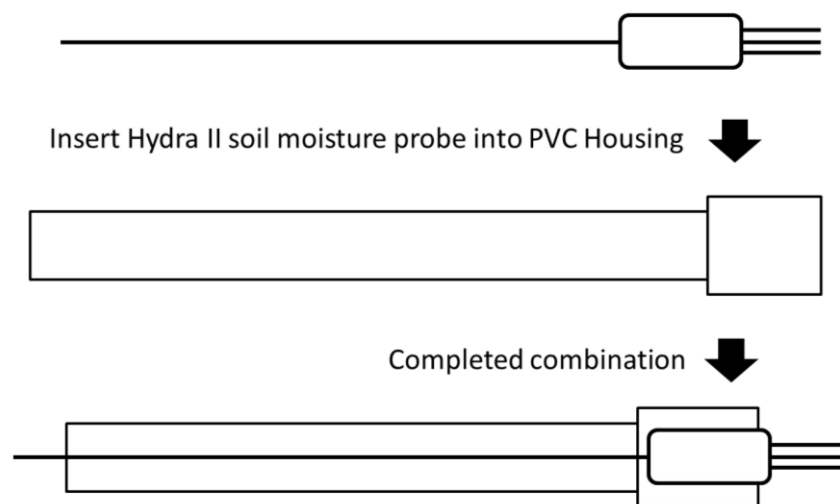 Insert Hydra II soil moisture probe into PVC Housing
Completed combination